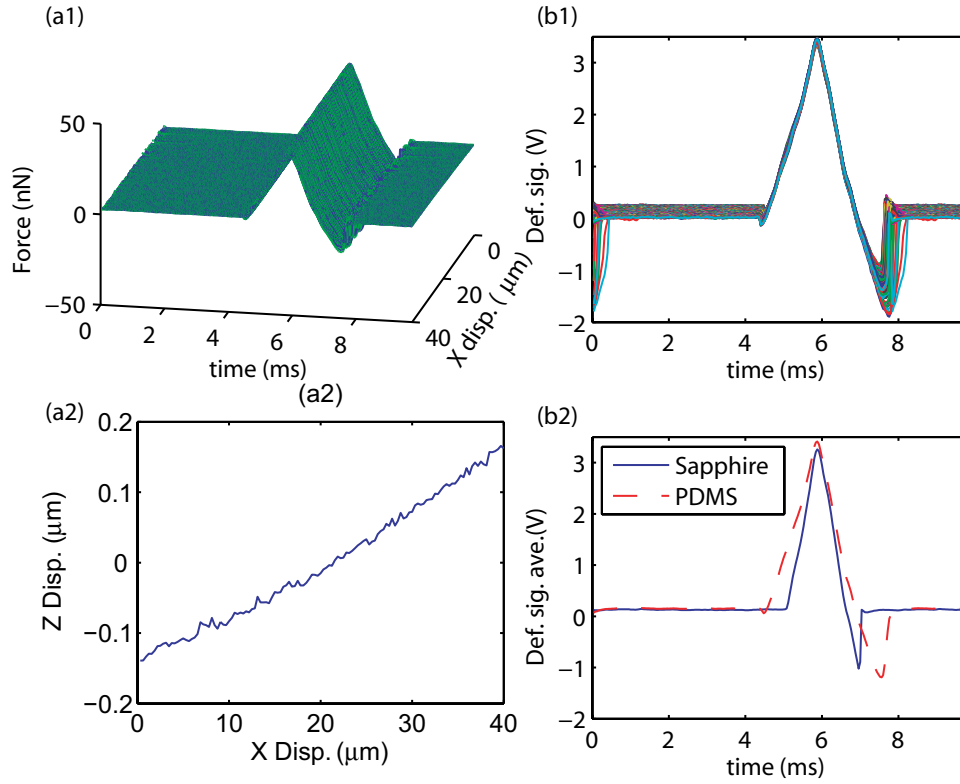 (a1)
50
0
−50
Force (nN)
0
2
4
6
8
time (ms)
0
20
40
X disp. ( μm)
(b1)
3
2
1
0
−1
−2
Def. sig. (V)
0
2
4
6
8
time (ms)
(a2)
(a2)
0.2
0.1
0
−0.1
−0.2
Z Disp. (μm)
0
10
20
30
40
X Disp. (μm)
(b2)
Sapphire
PDMS
3
2
1
0
−1
−2
Def. sig. ave.(V)
0
2
4
6
8
time (ms)